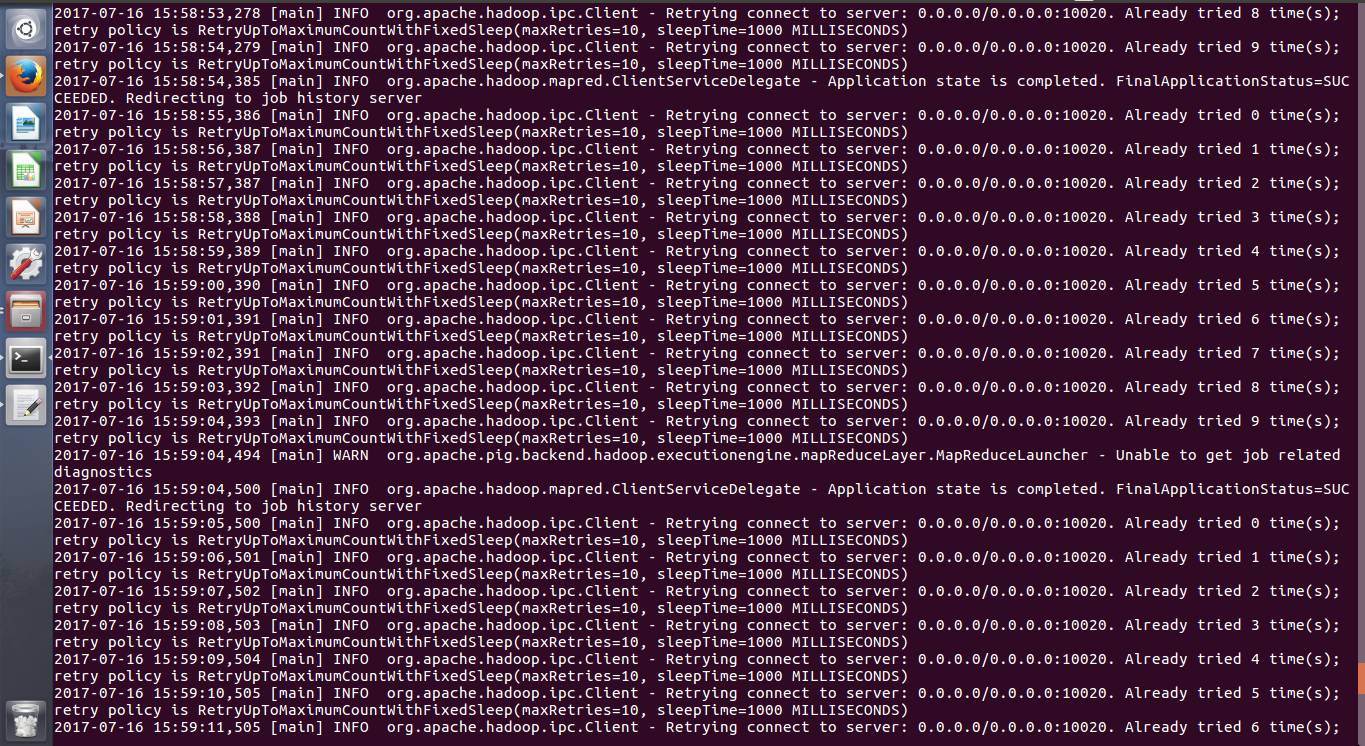 2017-07-16 15:58:53,278 [main] INFO  org.apache.hadoop.ipc.Client - Retrying connect to server: 0.0.0.0/0.0.0.0:10020. Already tried 8 time(s);
retry policy is RetryUpToMaximumCountWithFixedSleep(maxRetries=10, sleepTime=1000 MILLISECONDS)
2017-07-16 15:58:54,279 [main] INFO  org.apache.hadoop.ipc.Client - Retrying connect to server: 0.0.0.0/0.0.0.0:10020. Already tried 9 time(s);
retry policy is RetryUpToMaximumCountWithFixedSleep(maxRetries=10, sleepTime=1000 MILLISECONDS)
2017-07-16 15:58:54,385 [main] INFO  org.apache.hadoop.mapred.ClientServiceDelegate - Application state is completed. FinalApplicationStatus=SUC
CEEDED. Redirecting to job history server
2017-07-16 15:58:55,386 [main] INFO  org.apache.hadoop.ipc.Client - Retrying connect to server: 0.0.0.0/0.0.0.0:10020. Already tried 0 time(s);
retry policy is RetryUpToMaximumCountWithFixedSleep(maxRetries=10, sleepTime=1000 MILLISECONDS)
2017-07-16 15:58:56,387 [main] INFO  org.apache.hadoop.ipc.Client - Retrying connect to server: 0.0.0.0/0.0.0.0:10020. Already tried 1 time(s);
retry policy is RetryUpToMaximumCountWithFixedSleep(maxRetries=10, sleepTime=1000 MILLISECONDS)
2017-07-16 15:58:57,387 [main] INFO  org.apache.hadoop.ipc.Client - Retrying connect to server: 0.0.0.0/0.0.0.0:10020. Already tried 2 time(s);
retry policy is RetryUpToMaximumCountWithFixedSleep(maxRetries=10, sleepTime=1000 MILLISECONDS)
2017-07-16 15:58:58,388 [main] INFO  org.apache.hadoop.ipc.Client - Retrying connect to server: 0.0.0.0/0.0.0.0:10020. Already tried 3 time(s);
retry policy is RetryUpToMaximumCountWithFixedSleep(maxRetries=10, sleepTime=1000 MILLISECONDS)
2017-07-16 15:58:59,389 [main] INFO  org.apache.hadoop.ipc.Client - Retrying connect to server: 0.0.0.0/0.0.0.0:10020. Already tried 4 time(s);
retry policy is RetryUpToMaximumCountWithFixedSleep(maxRetries=10, sleepTime=1000 MILLISECONDS)
2017-07-16 15:59:00,390 [main] INFO  org.apache.hadoop.ipc.Client - Retrying connect to server: 0.0.0.0/0.0.0.0:10020. Already tried 5 time(s);
retry policy is RetryUpToMaximumCountWithFixedSleep(maxRetries=10, sleepTime=1000 MILLISECONDS)
2017-07-16 15:59:01,391 [main] INFO  org.apache.hadoop.ipc.Client - Retrying connect to server: 0.0.0.0/0.0.0.0:10020. Already tried 6 time(s);
retry policy is RetryUpToMaximumCountWithFixedSleep(maxRetries=10, sleepTime=1000 MILLISECONDS)
2017-07-16 15:59:02,391 [main] INFO  org.apache.hadoop.ipc.Client - Retrying connect to server: 0.0.0.0/0.0.0.0:10020. Already tried 7 time(s);
retry policy is RetryUpToMaximumCountWithFixedSleep(maxRetries=10, sleepTime=1000 MILLISECONDS)
2017-07-16 15:59:03,392 [main] INFO  org.apache.hadoop.ipc.Client - Retrying connect to server: 0.0.0.0/0.0.0.0:10020. Already tried 8 time(s);
retry policy is RetryUpToMaximumCountWithFixedSleep(maxRetries=10, sleepTime=1000 MILLISECONDS)
2017-07-16 15:59:04,393 [main] INFO  org.apache.hadoop.ipc.Client - Retrying connect to server: 0.0.0.0/0.0.0.0:10020. Already tried 9 time(s);
retry policy is RetryUpToMaximumCountWithFixedSleep(maxRetries=10, sleepTime=1000 MILLISECONDS)
2017-07-16 15:59:04,494 [main] WARN  org.apache.pig.backend.hadoop.executionengine.mapReduceLayer.MapReduceLauncher - Unable to get job related
diagnostics
2017-07-16 15:59:04,500 [main] INFO  org.apache.hadoop.mapred.ClientServiceDelegate - Application state is completed. FinalApplicationStatus=SUC
CEEDED. Redirecting to job history server
2017-07-16 15:59:05,500 [main] INFO  org.apache.hadoop.ipc.Client - Retrying connect to server: 0.0.0.0/0.0.0.0:10020. Already tried 0 time(s);
retry policy is RetryUpToMaximumCountWithFixedSleep(maxRetries=10, sleepTime=1000 MILLISECONDS)
2017-07-16 15:59:06,501 [main] INFO  org.apache.hadoop.ipc.Client - Retrying connect to server: 0.0.0.0/0.0.0.0:10020. Already tried 1 time(s);
retry policy is RetryUpToMaximumCountWithFixedSleep(maxRetries=10, sleepTime=1000 MILLISECONDS)
2017-07-16 15:59:07,502 [main] INFO  org.apache.hadoop.ipc.Client - Retrying connect to server: 0.0.0.0/0.0.0.0:10020. Already tried 2 time(s);
retry policy is RetryUpToMaximumCountWithFixedSleep(maxRetries=10, sleepTime=1000 MILLISECONDS)
2017-07-16 15:59:08,503 [main] INFO  org.apache.hadoop.ipc.Client - Retrying connect to server: 0.0.0.0/0.0.0.0:10020. Already tried 3 time(s);
retry policy is RetryUpToMaximumCountWithFixedSleep(maxRetries=10, sleepTime=1000 MILLISECONDS)
2017-07-16 15:59:09,504 [main] INFO  org.apache.hadoop.ipc.Client - Retrying connect to server: 0.0.0.0/0.0.0.0:10020. Already tried 4 time(s);
retry policy is RetryUpToMaximumCountWithFixedSleep(maxRetries=10, sleepTime=1000 MILLISECONDS)
2017-07-16 15:59:10,505 [main] INFO  org.apache.hadoop.ipc.Client - Retrying connect to server: 0.0.0.0/0.0.0.0:10020. Already tried 5 time(s);
retry policy is RetryUpToMaximumCountWithFixedSleep(maxRetries=10, sleepTime=1000 MILLISECONDS)
2017-07-16 15:59:11,505 [main] INFO  org.apache.hadoop.ipc.Client - Retrying connect to server: 0.0.0.0/0.0.0.0:10020. Already tried 6 time(s);